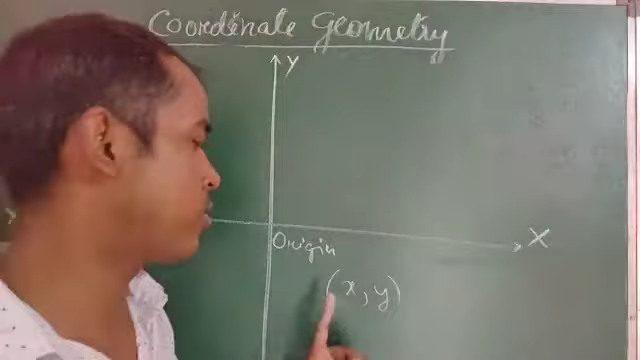 Coordinate Geometry
Y
X
Origin
(x, y)